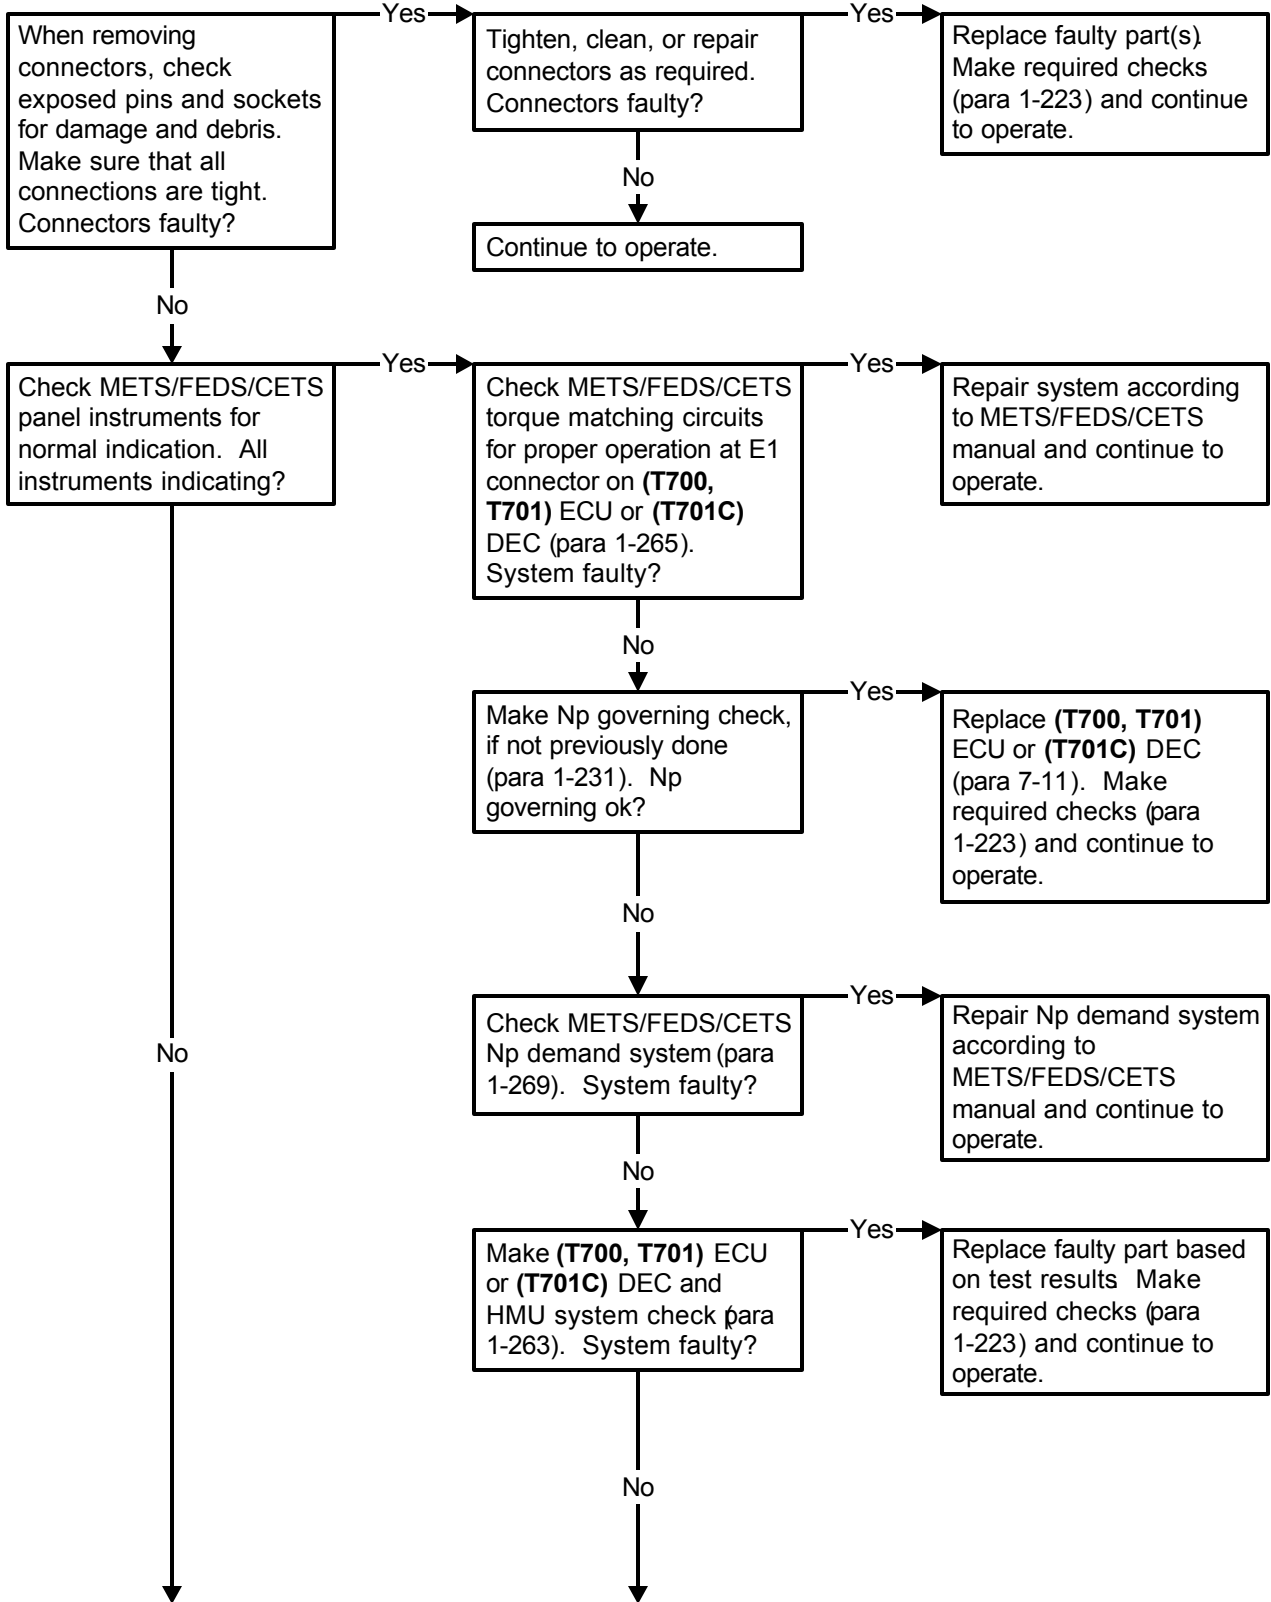 When removing
connectors, check
exposed pins and sockets
for damage and debris.
Make sure that all
connections are tight.
Connectors faulty?
Yes
Tighten, clean, or repair
connectors as required.
Connectors faulty?
Yes
Replace faulty part(s).
Make required checks
(para 1-223) and continue
to operate.
No
Continue to operate.
No
Check METS/FEDS/CETS
panel instruments for
normal indication. All
instruments indicating?
Yes
Check METS/FEDS/CETS
torque matching circuits
for proper operation at E1
connector on (T700,
T701) ECU or (T701C)
DEC (para 1-265).
System faulty?
Yes
Repair system according
to METS/FEDS/CETS
manual and continue to
operate.
No
Make Np governing check,
if not previously done
(para 1-231). Np
governing ok?
Yes
Replace (T700, T701)
ECU or (T701C) DEC
(para 7-11). Make
required checks (para
1-223) and continue to
operate.
No
Check METS/FEDS/CETS
Np demand system (para
1-269). System faulty?
Yes
Repair Np demand system
according to
METS/FEDS/CETS
manual and continue to
operate.
No
No
Make (T700, T701) ECU
or (T701C) DEC and
HMU system check (para
1-263). System faulty?
Yes
Replace faulty part based
on test results. Make
required checks (para
1-223) and continue to
operate.
No